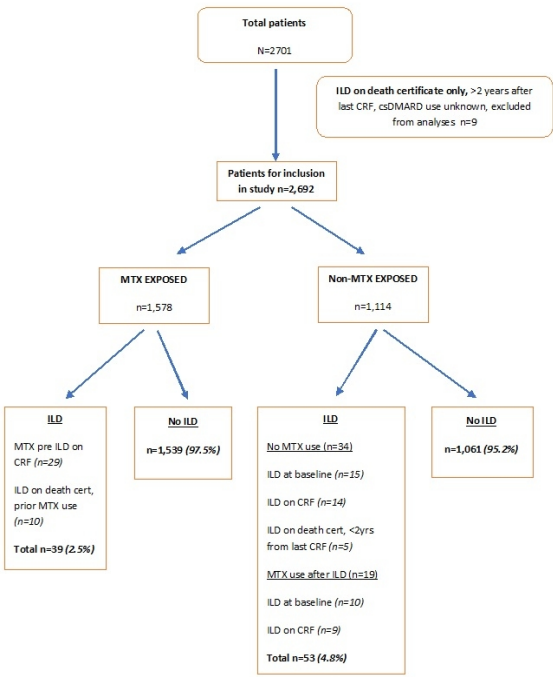 Total patients
N=2701
ILD on death certificate only, >2 years after
last CRF, csDMARD use unknown, excluded
from analyses n=9
Patients for inclusion
in study n=2,692
MTX EXPOSED
n=1,578
Non-MTX EXPOSED
n=1,114
ILD
MTX pre ILD on
CRF (n=29)
ILD on death cert,
prior MTX use
(n=10)
Total n=39 (2.5%)
No ILD
n=1,539 (97.5%)
ILD
No MTX use (n=34)
ILD at baseline (n=15)
ILD on CRF (n=14)
ILD on death cert, <2yrs
from last CRF (n=5)
MTX use after ILD (n=19)
ILD at baseline (n=10)
ILD on CRF (n=9)
Total n=53 (4.8%)
No ILD
n=1,061 (95.2%)